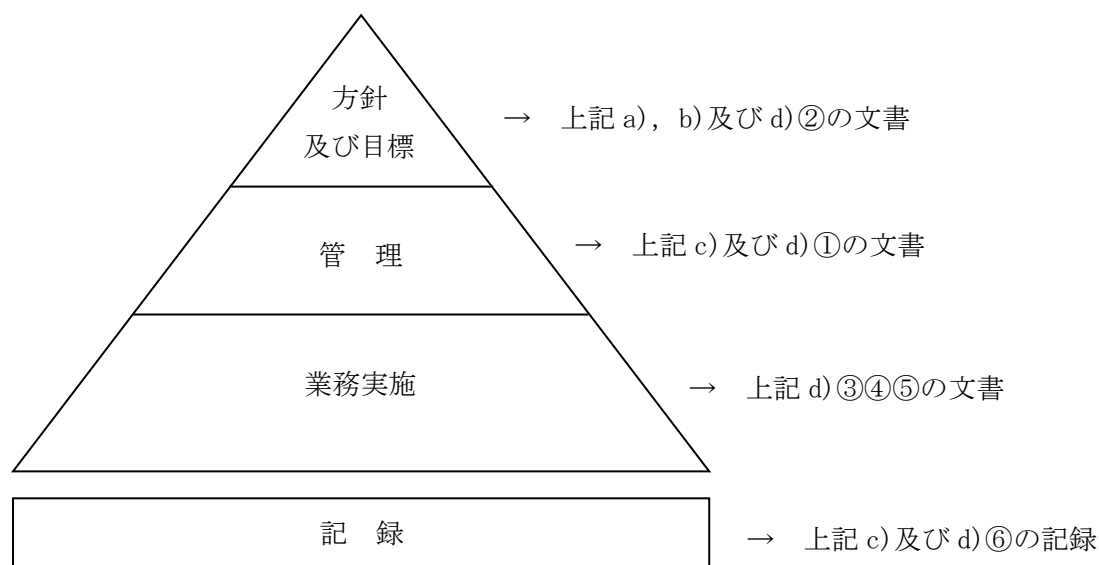 方針
及び目標
→ 上記 a), b)及び d)②の文書
管 理
→ 上記 c)及び d)①の文書
業務実施
→ 上記 d)③④⑤の文書
記 録
→ 上記 c)及び d)⑥の記録